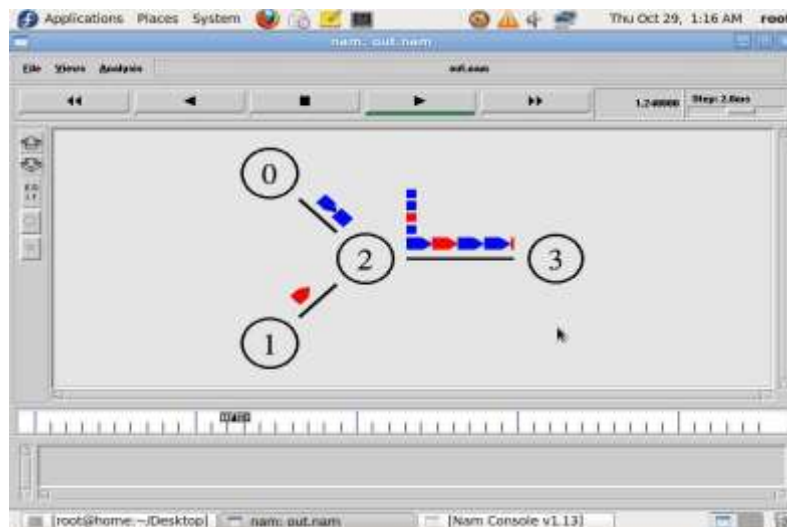 Applications Places System Thu Oct 29, 1:16 AM root
nam: out.nam
File Views Analysis out.nam
1.240000 Step: 2.0ms
0
2
3
1
[root@home:~/Desktop] nam: out.nam [Nam Console v1.13]